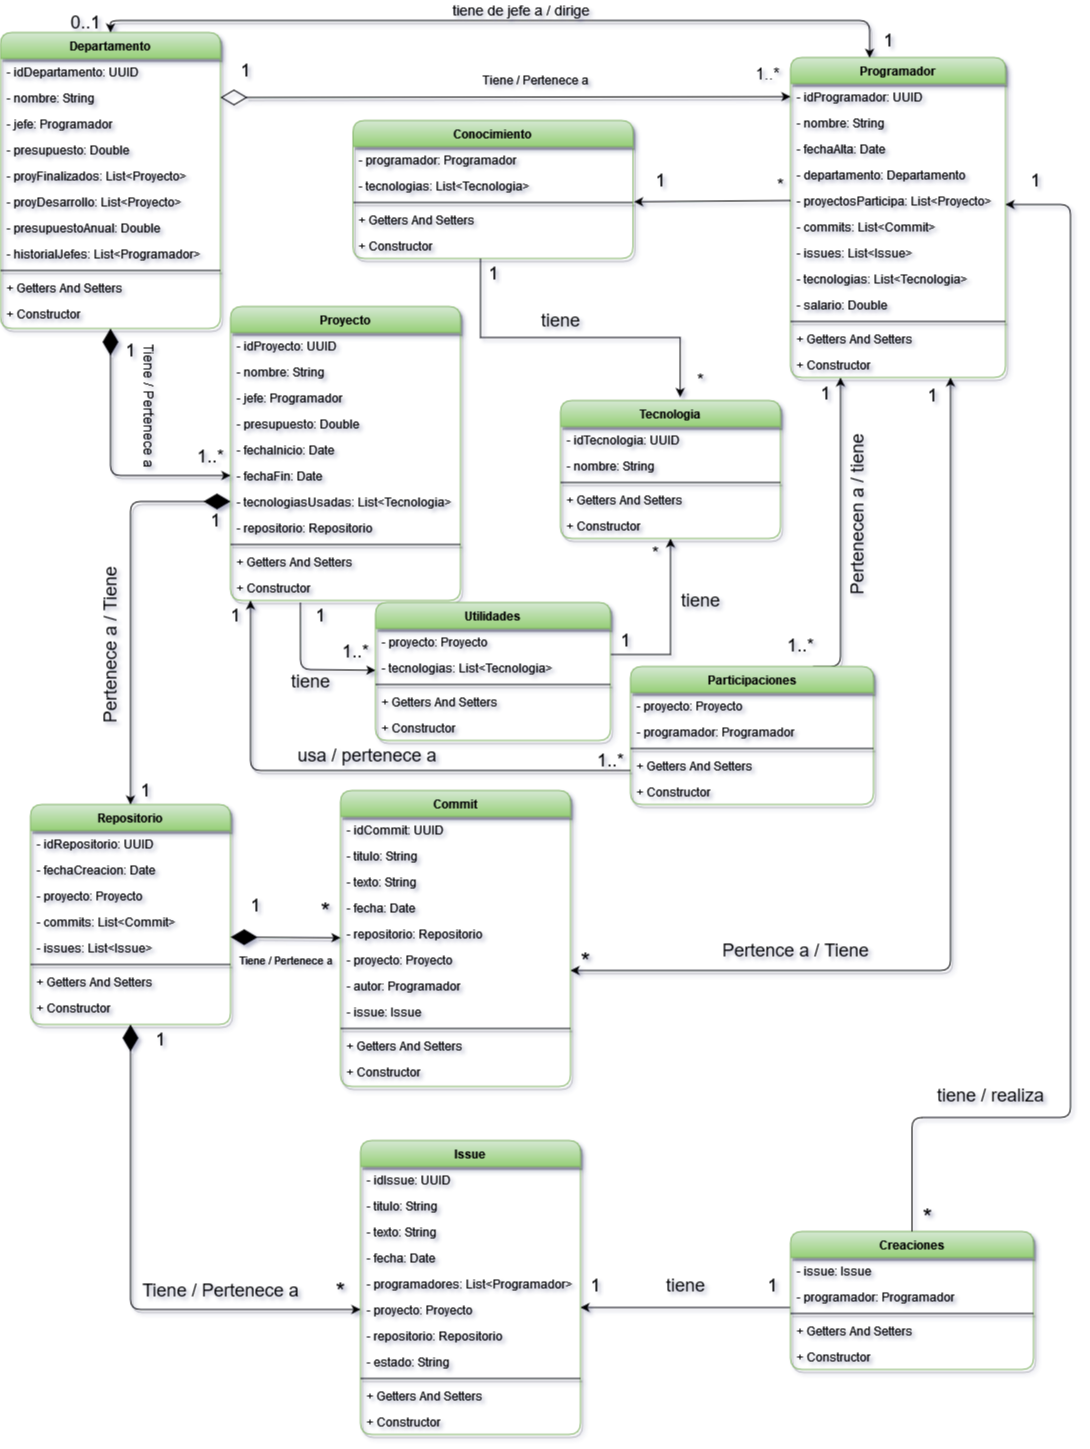 tiene de jefe a / dirige
0..1
1
Departamento
- idDepartamento: UUID
- nombre: String
- jefe: Programador
- presupuesto: Double
- proyFinalizados: List<Proyecto>
- proyDesarrollo: List<Proyecto>
- presupuestoAnual: Double
- historialJefes: List<Programador>
+ Getters And Setters
+ Constructor
1
Tiene / Pertenece a
1..*
Programador
- idProgramador: UUID
- nombre: String
- fechaAlta: Date
- departamento: Departamento
- proyectosParticipa: List<Proyecto>
- commits: List<Commit>
- issues: List<Issue>
- tecnologias: List<Tecnologia>
- salario: Double
+ Getters And Setters
+ Constructor
Conocimiento
- programador: Programador
- tecnologias: List<Tecnologia>
+ Getters And Setters
+ Constructor
1
*
1
1
tiene
*
1
Tiene / Pertenece a
1..*
Proyecto
- idProyecto: UUID
- nombre: String
- jefe: Programador
- presupuesto: Double
- fechaInicio: Date
- fechaFin: Date
- tecnologiasUsadas: List<Tecnologia>
- repositorio: Repositorio
+ Getters And Setters
+ Constructor
Tecnologia
- idTecnologia: UUID
- nombre: String
+ Getters And Setters
+ Constructor
1
1
Pertenecen a / tiene
1..*
1
Pertenece a / Tiene
1
*
tiene
1
1
1
1..*
tiene
Utilidades
- proyecto: Proyecto
- tecnologias: List<Tecnologia>
+ Getters And Setters
+ Constructor
Participaciones
- proyecto: Proyecto
- programador: Programador
+ Getters And Setters
+ Constructor
usa / pertenece a
1..*
Repositorio
- idRepositorio: UUID
- fechaCreacion: Date
- proyecto: Proyecto
- commits: List<Commit>
- issues: List<Issue>
+ Getters And Setters
+ Constructor
1
*
Tiene / Pertenece a
Commit
- idCommit: UUID
- titulo: String
- texto: String
- fecha: Date
- repositorio: Repositorio
- proyecto: Proyecto
- autor: Programador
- issue: Issue
+ Getters And Setters
+ Constructor
*
Pertence a / Tiene
1
Tiene / Pertenece a
*
tiene / realiza
*
Issue
- idIssue: UUID
- titulo: String
- texto: String
- fecha: Date
- programadores: List<Programador>
- proyecto: Proyecto
- repositorio: Repositorio
- estado: String
+ Getters And Setters
+ Constructor
1
tiene
1
Creaciones
- issue: Issue
- programador: Programador
+ Getters And Setters
+ Constructor